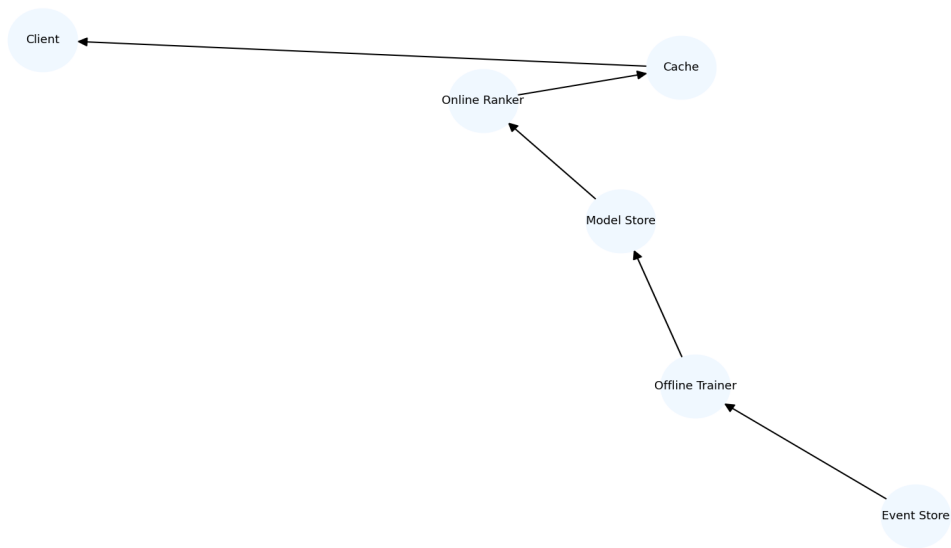 Client
Cache
Online Ranker
Model Store
Offline Trainer
Event Store